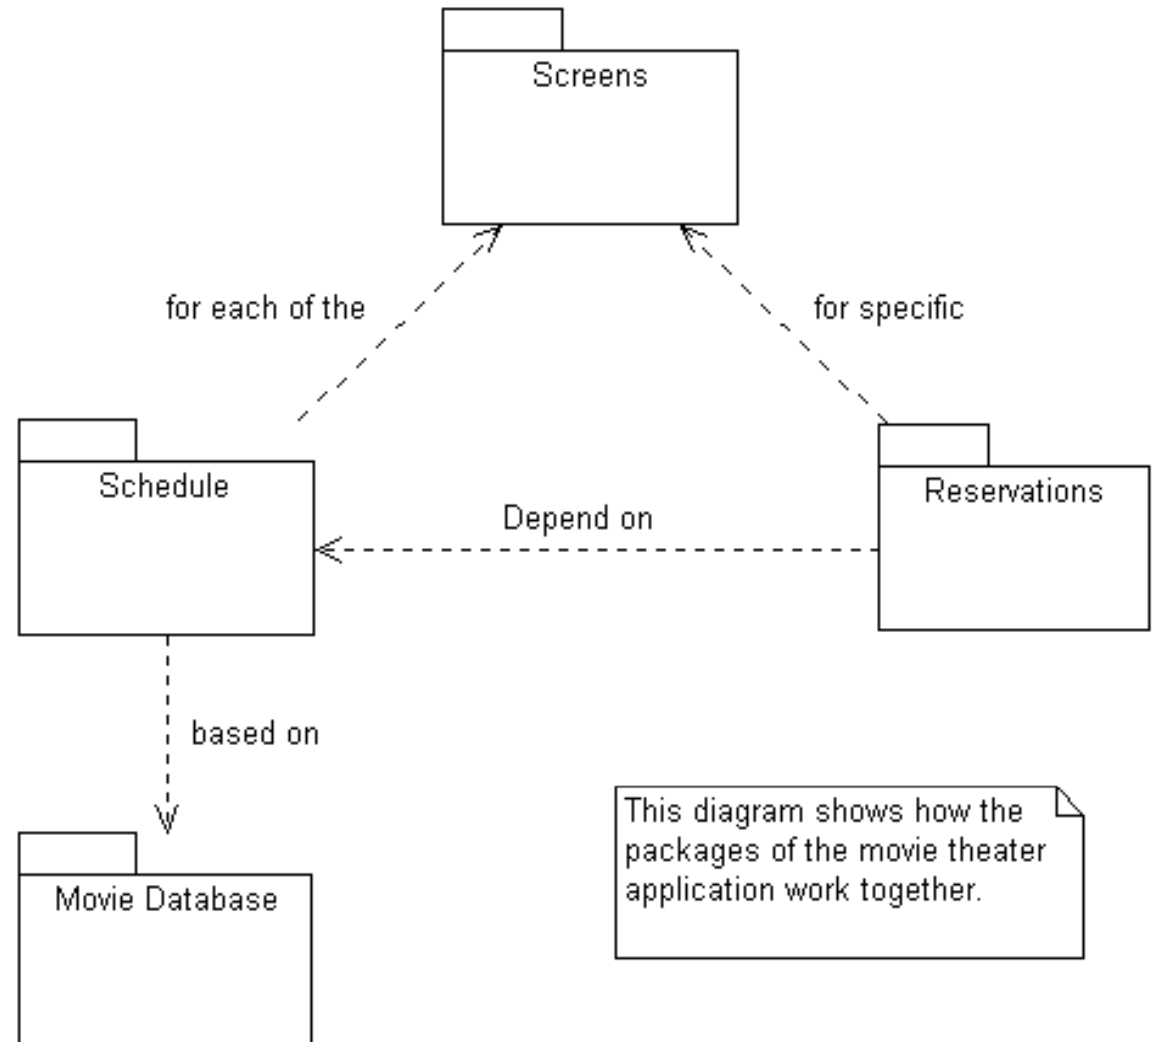 Screens
for each of the
for specific
Schedule
Reservations
Depend on
based on
This diagram shows how the
packages of the movie theater
application work together.
Movie Database